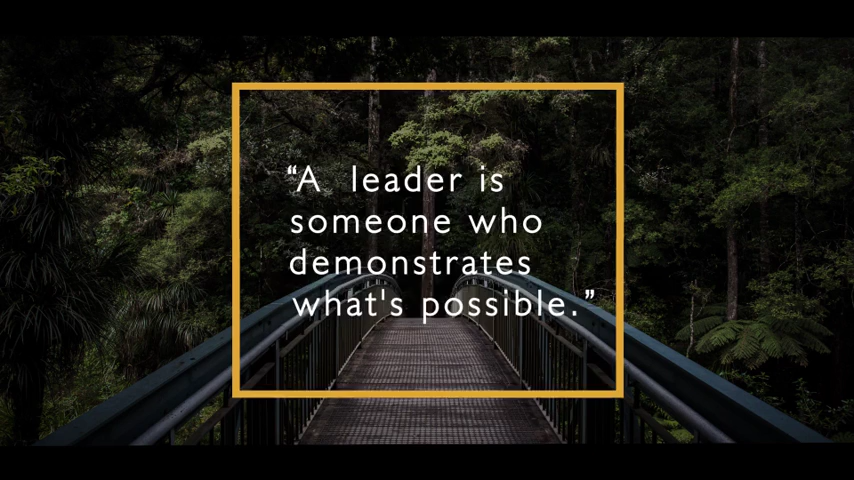 “A leader is
someone who
demonstrates
what's possible.”